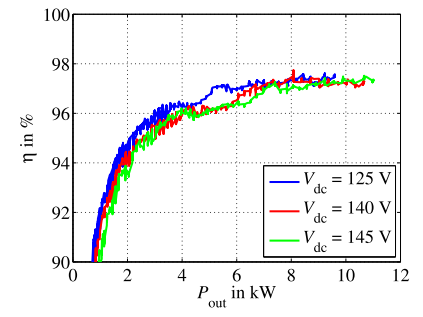 100
98
96
94
92
90
η in %
V_dc = 125 V
V_dc = 140 V
V_dc = 145 V
0 2 4 6 8 10 12
P_out in kW